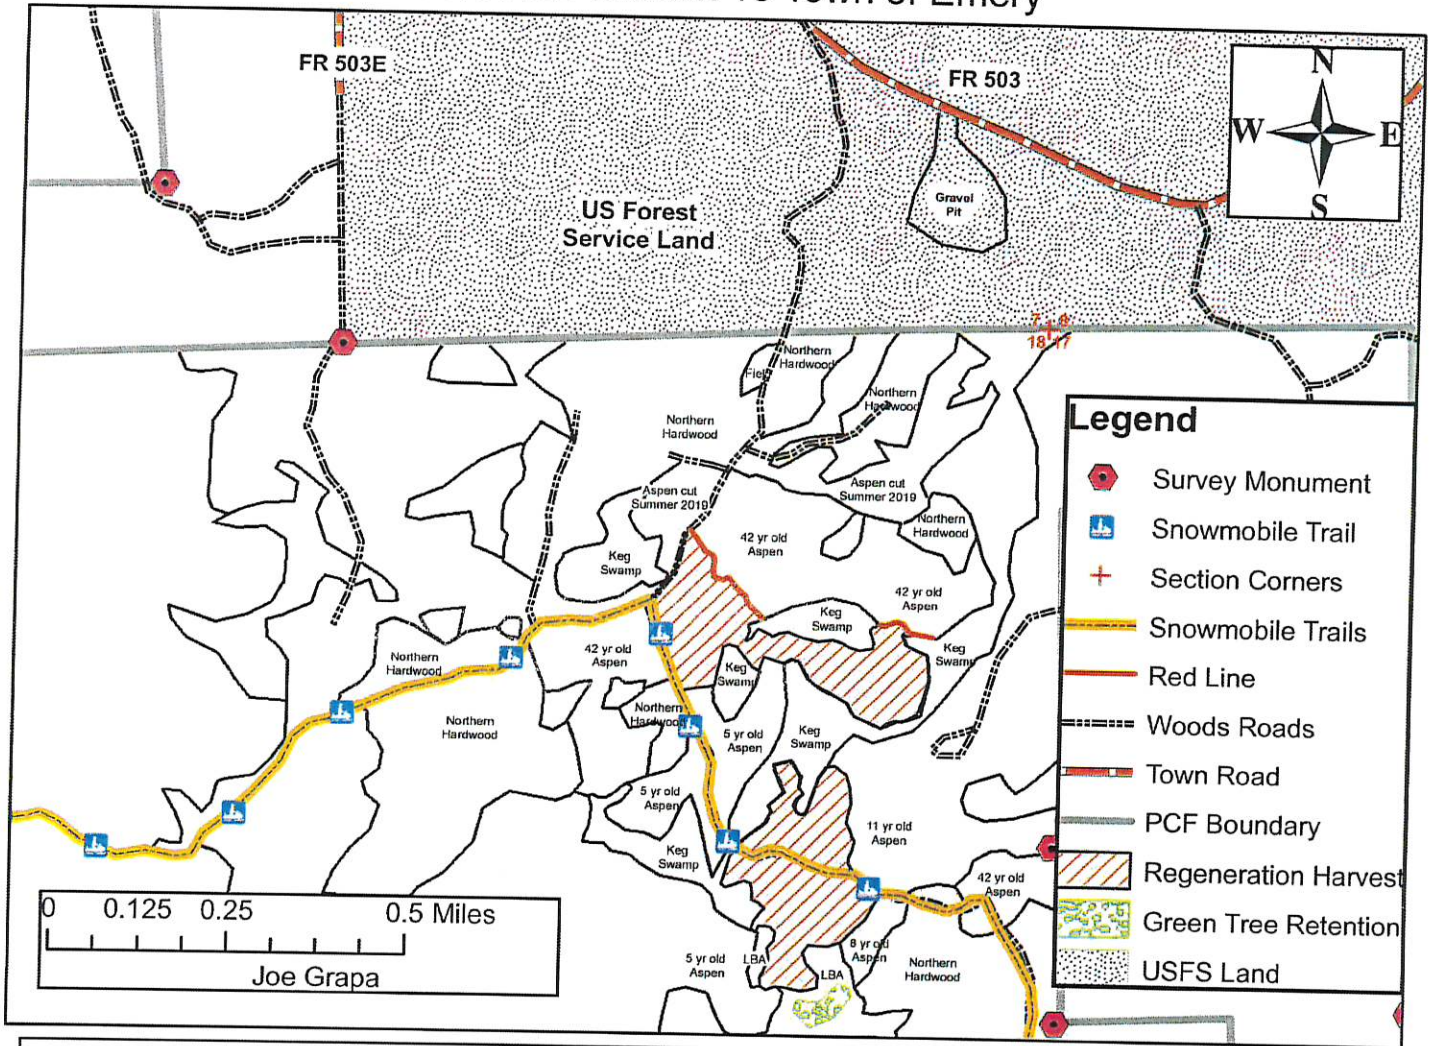 Town of Emery
FR 503E
FR 503
N
W
E
S
Gravel
Pit
US Forest
Service Land
18
17
Northern
Hardwood
Northern
Hardwood
Northern
Hardwood
Aspen cut
Summer 2019
Aspen cut
Summer 2019
Northern
Hardwood
42 yr old
Aspen
Keg
Swamp
42 yr old
Aspen
Keg
Swamp
Keg
Swamp
42 yr old
Aspen
Northern
Hardwood
Keg
Swamp
Northern
Hardwood
Northern
Hardwood
5 yr old
Aspen
Keg
Swamp
5 yr old
Aspen
11 yr old
Aspen
Keg
Swamp
42 yr old
Aspen
5 yr old
Aspen
LBA
LBA
8 yr old
Aspen
Northern
Hardwood
Legend
Survey Monument
Snowmobile Trail
Section Corners
Snowmobile Trails
Red Line
Woods Roads
Town Road
PCF Boundary
Regeneration Harvest
Green Tree Retention
USFS Land
0 0.125 0.25 0.5 Miles
Joe Grapa